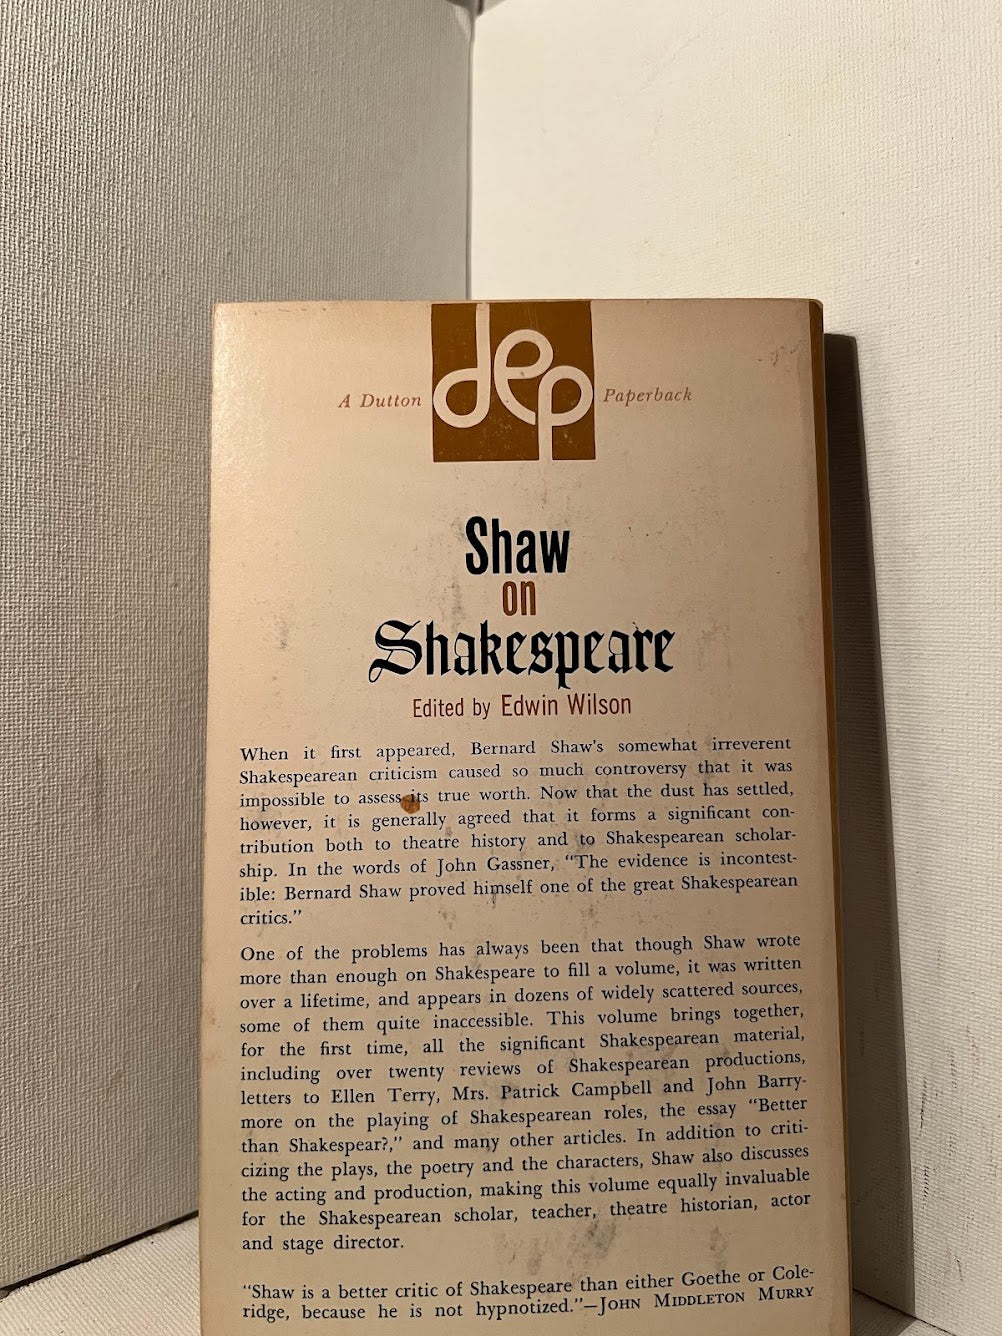 A Dutton dep Paperback
Shaw
on
Shakespeare
Edited by Edwin Wilson
When it first appeared, Bernard Shaw's somewhat irreverent
Shakespearean criticism caused so much controversy that it was
impossible to assess its true worth. Now that the dust has settled,
however, it is generally agreed that it forms a significant con-
tribution both to theatre history and to Shakespearean scholar-
ship. In the words of John Gassner, “The evidence is incontest-
ible: Bernard Shaw proved himself one of the great Shakespearean
critics.”
One of the problems has always been that though Shaw wrote
more than enough on Shakespeare to fill a volume, it was written
over a lifetime, and appears in dozens of widely scattered sources,
some of them quite inaccessible. This volume brings together,
for the first time, all the significant Shakespearean material,
including over twenty reviews of Shakespearean productions,
letters to Ellen Terry, Mrs. Patrick Campbell and John Barry-
more on the playing of Shakespearean roles, the essay “Better
than Shakespear?,” and many other articles. In addition to criti-
cizing the plays, the poetry and the characters, Shaw also discusses
the acting and production, making this volume equally invaluable
for the Shakespearean scholar, teacher, theatre historian, actor
and stage director.
“Shaw is a better critic of Shakespeare than either Goethe or Cole-
ridge, because he is not hypnotized.”—JOHN MIDDLETON MURRY